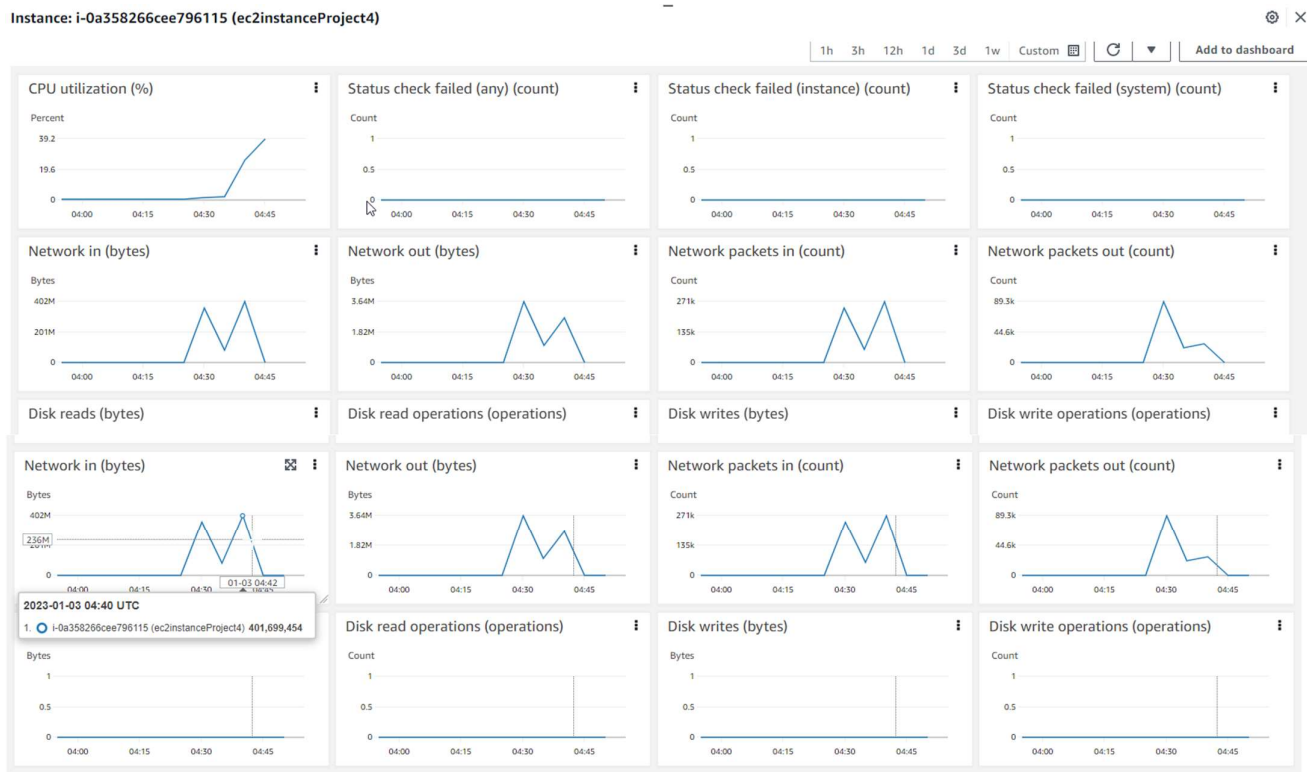 Instance: i-0a358266cee796115 (ec2instanceProject4)
1h 3h 12h 1d 3d 1w Custom Add to dashboard
CPU utilization (%) Status check failed (any) (count) Status check failed (instance) (count) Status check failed (system) (count)
Percent Count Count Count
39.2 1 1 1
19.6 0.5 0.5 0.5
0 0 0 0
04:00 04:15 04:30 04:45 04:00 04:15 04:30 04:45 04:00 04:15 04:30 04:45 04:00 04:15 04:30 04:45
Network in (bytes) Network out (bytes) Network packets in (count) Network packets out (count)
Bytes Bytes Count Count
402M 3.64M 271k 89.3k
201M 1.82M 135k 44.6k
0 0 0 0
04:00 04:15 04:30 04:45 04:00 04:15 04:30 04:45 04:00 04:15 04:30 04:45 04:00 04:15 04:30 04:45
Disk reads (bytes) Disk read operations (operations) Disk writes (bytes) Disk write operations (operations)
Network in (bytes) Network out (bytes) Network packets in (count) Network packets out (count)
Bytes Bytes Count Count
402M 3.64M 271k 89.3k
236M 1.82M 135k 44.6k
0 0 0 0
04:00 04:15 04:30 04:45 04:00 04:15 04:30 04:45 04:00 04:15 04:30 04:45 04:00 04:15 04:30 04:45
01-03 04:42
2023-01-03 04:40 UTC
1. i-0a358266cee796115 (ec2instanceProject4) 401,699,454
Disk read operations (operations) Disk writes (bytes) Disk write operations (operations)
Bytes Count Bytes Count
1 1 1 1
0.5 0.5 0.5 0.5
0 0 0 0
04:00 04:15 04:30 04:45 04:00 04:15 04:30 04:45 04:00 04:15 04:30 04:45 04:00 04:15 04:30 04:45